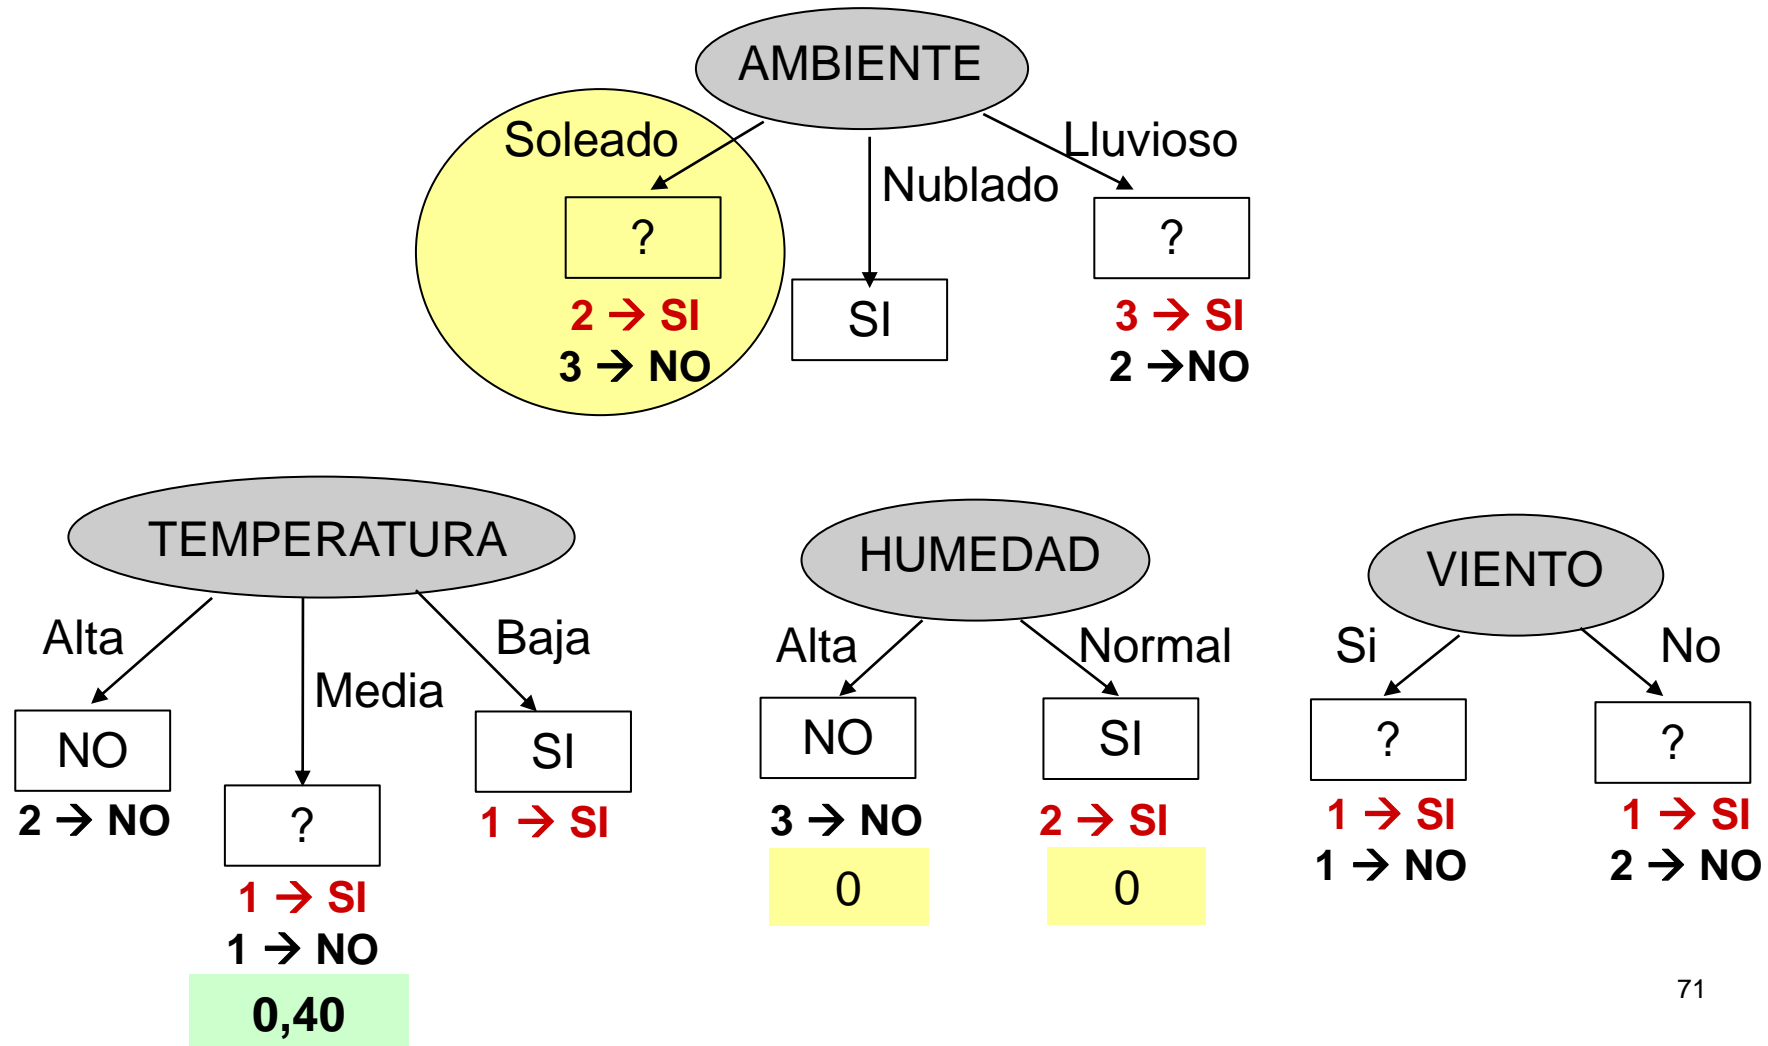 AMBIENTE
Soleado
Nublado
Lluvioso
?
2 → SI
3 → NO
SI
?
3 → SI
2 →NO
TEMPERATURA
Alta
Media
Baja
NO
2 → NO
?
1 → SI
1 → NO
0,40
SI
1 → SI
HUMEDAD
Alta
Normal
NO
3 → NO
0
SI
2 → SI
0
VIENTO
Si
No
?
1 → SI
1 → NO
?
1 → SI
2 → NO
71